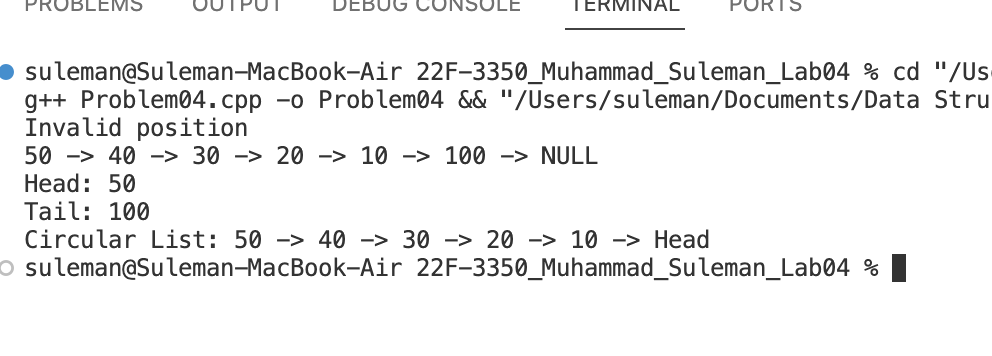 PROBLEMS OUTPUT DEBUG CONSOLE TERMINAL PORTS
suleman@Suleman-MacBook-Air 22F-3350_Muhammad_Suleman_Lab04 % cd "/Us
g++ Problem04.cpp -o Problem04 && "/Users/suleman/Documents/Data Stru
Invalid position
50 -> 40 -> 30 -> 20 -> 10 -> 100 -> NULL
Head: 50
Tail: 100
Circular List: 50 -> 40 -> 30 -> 20 -> 10 -> Head
suleman@Suleman-MacBook-Air 22F-3350_Muhammad_Suleman_Lab04 %